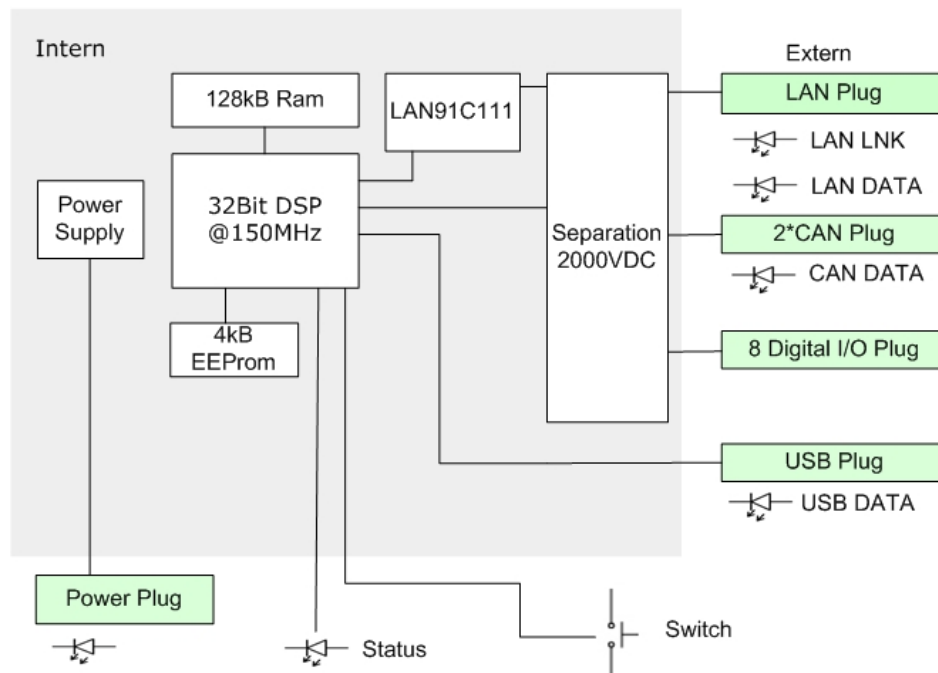 Intern
Extern
128kB Ram
LAN91C111
LAN Plug
LAN LNK
LAN DATA
32Bit DSP
@150MHz
Power
Supply
Separation
2000VDC
2*CAN Plug
CAN DATA
4kB
EEProm
8 Digital I/O Plug
USB Plug
USB DATA
Power Plug
Status
Switch